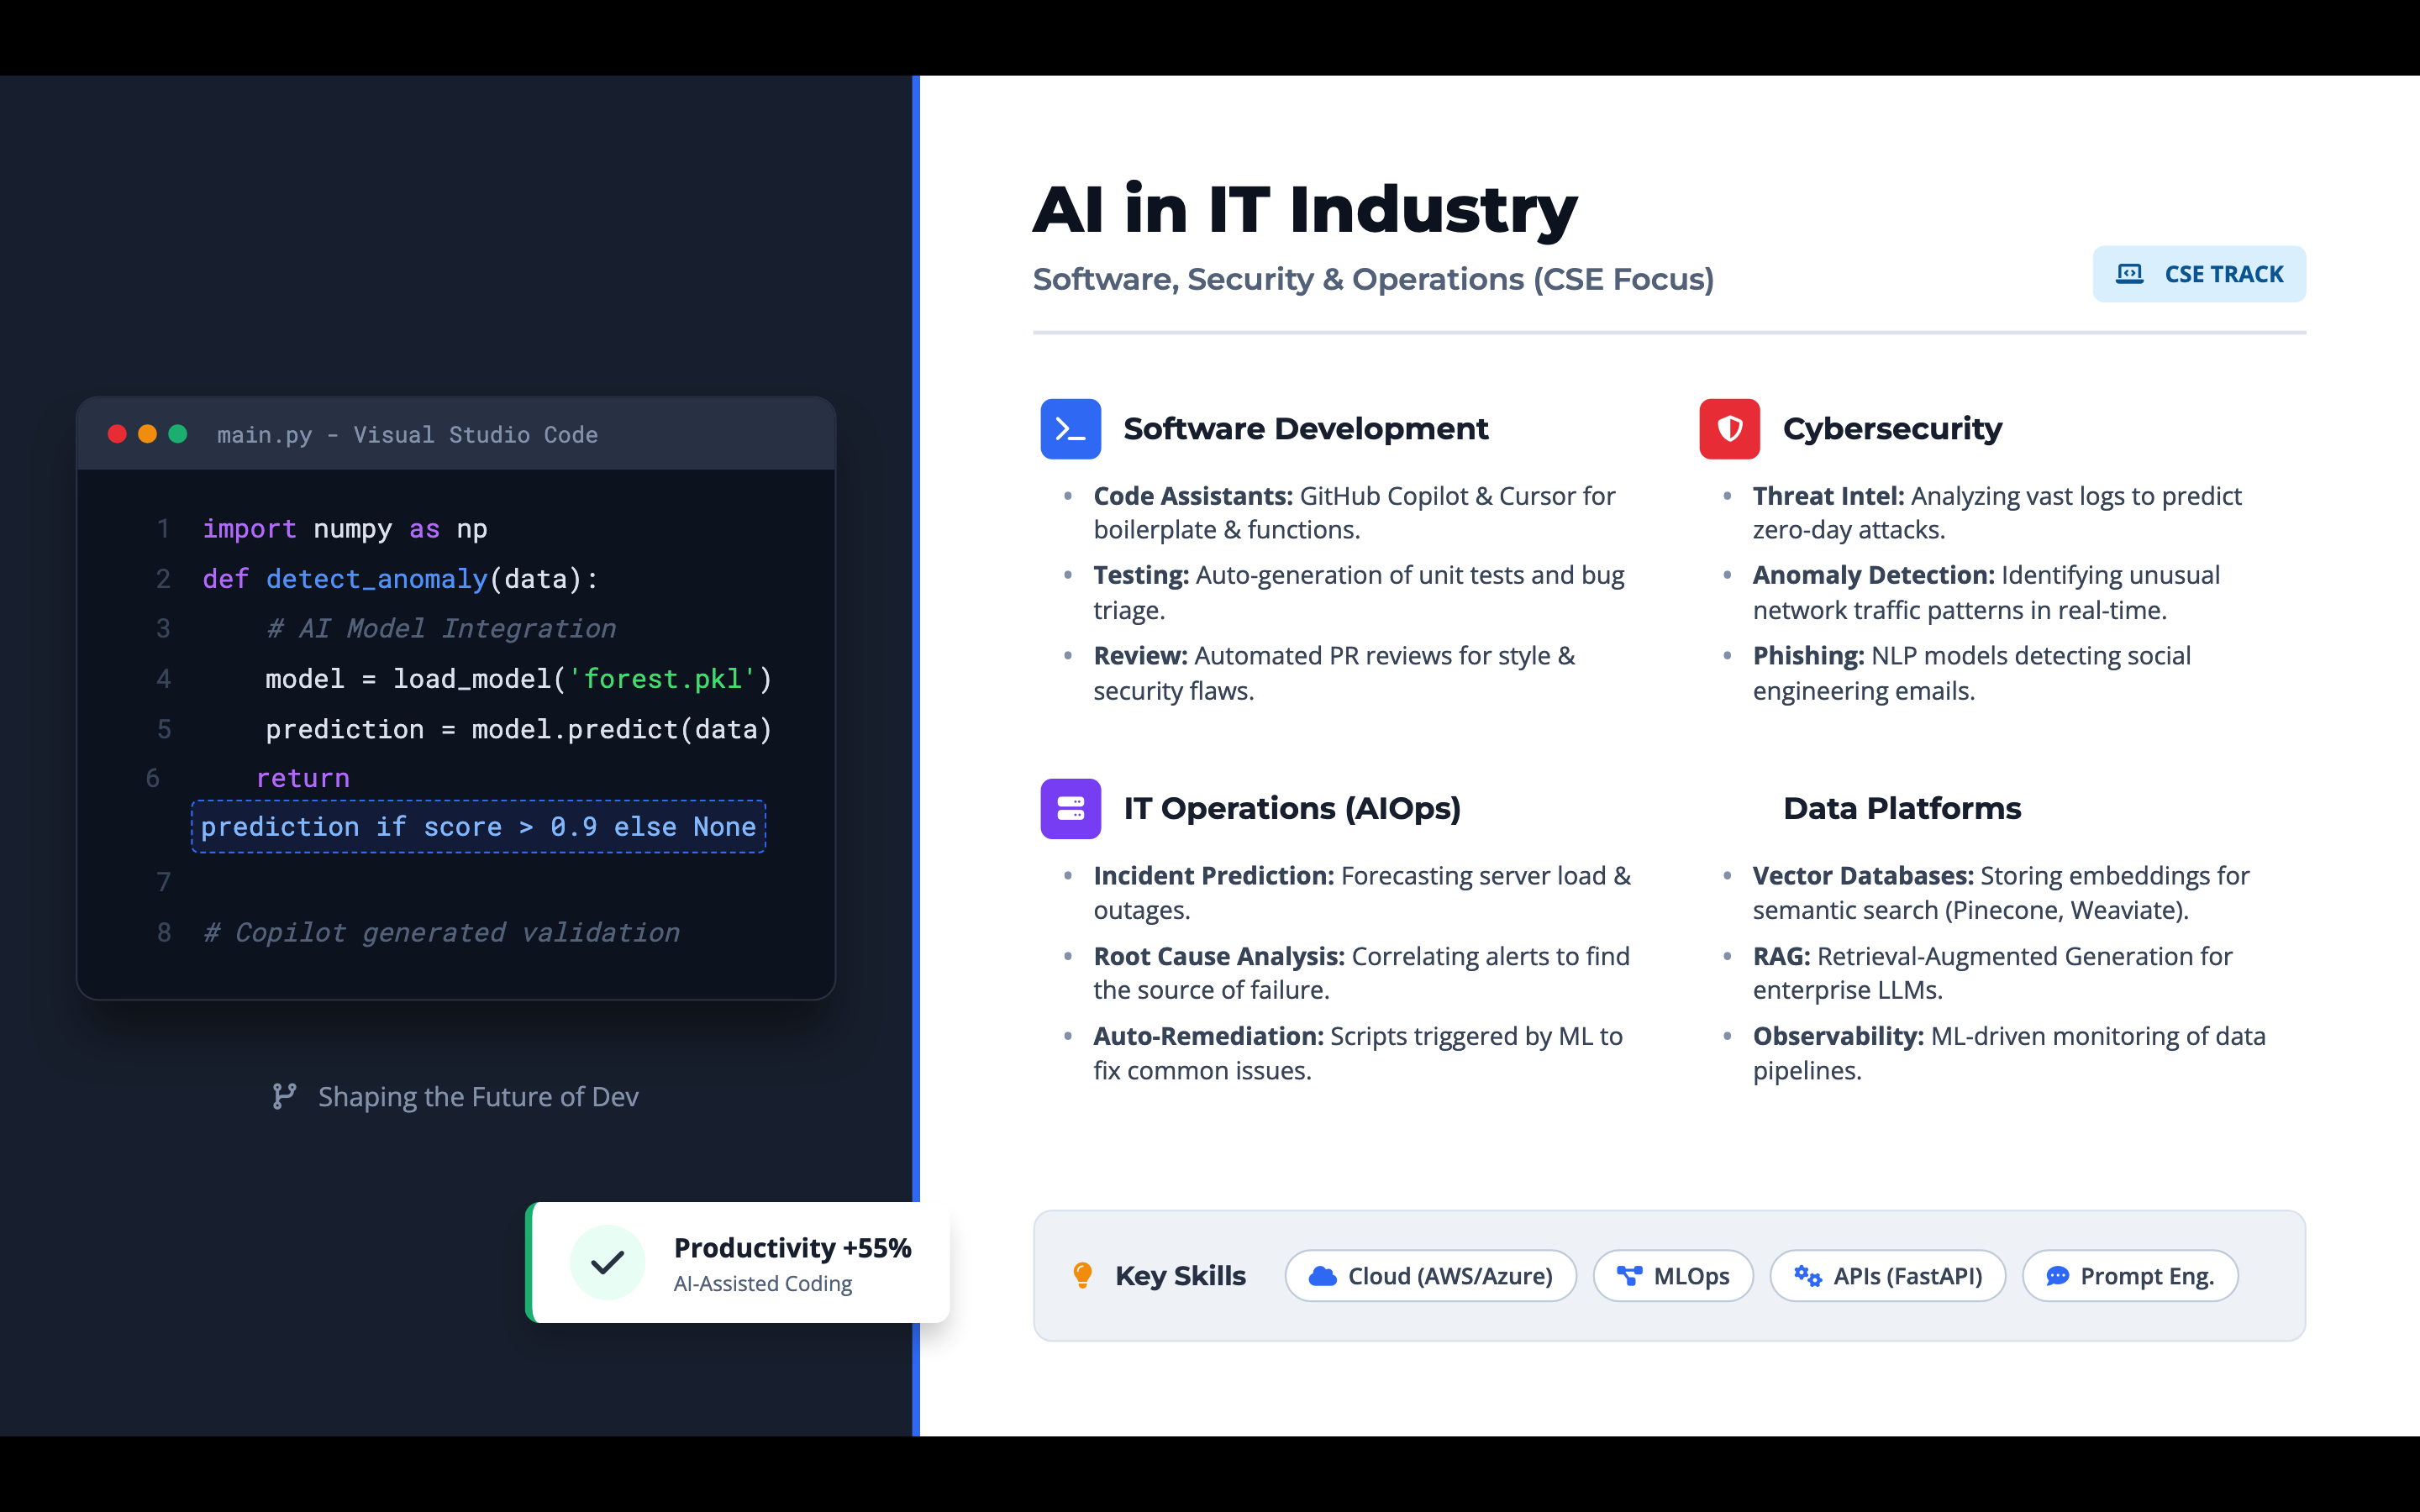 main.py - Visual Studio Code
1 import numpy as np
2 def detect_anomaly(data):
3 # AI Model Integration
4 model = load_model('forest.pkl')
5 prediction = model.predict(data)
6 return
prediction if score > 0.9 else None
7
8 # Copilot generated validation
Shaping the Future of Dev
Productivity +55%
AI-Assisted Coding
AI in IT Industry
Software, Security & Operations (CSE Focus)
CSE TRACK
Software Development
• Code Assistants: GitHub Copilot & Cursor for
boilerplate & functions.
• Testing: Auto-generation of unit tests and bug
triage.
• Review: Automated PR reviews for style &
security flaws.
Cybersecurity
• Threat Intel: Analyzing vast logs to predict
zero-day attacks.
• Anomaly Detection: Identifying unusual
network traffic patterns in real-time.
• Phishing: NLP models detecting social
engineering emails.
IT Operations (AIOps)
• Incident Prediction: Forecasting server load &
outages.
• Root Cause Analysis: Correlating alerts to find
the source of failure.
• Auto-Remediation: Scripts triggered by ML to
fix common issues.
Data Platforms
• Vector Databases: Storing embeddings for
semantic search (Pinecone, Weaviate).
• RAG: Retrieval-Augmented Generation for
enterprise LLMs.
• Observability: ML-driven monitoring of data
pipelines.
Key Skills
Cloud (AWS/Azure)
MLOps
APIs (FastAPI)
Prompt Eng.